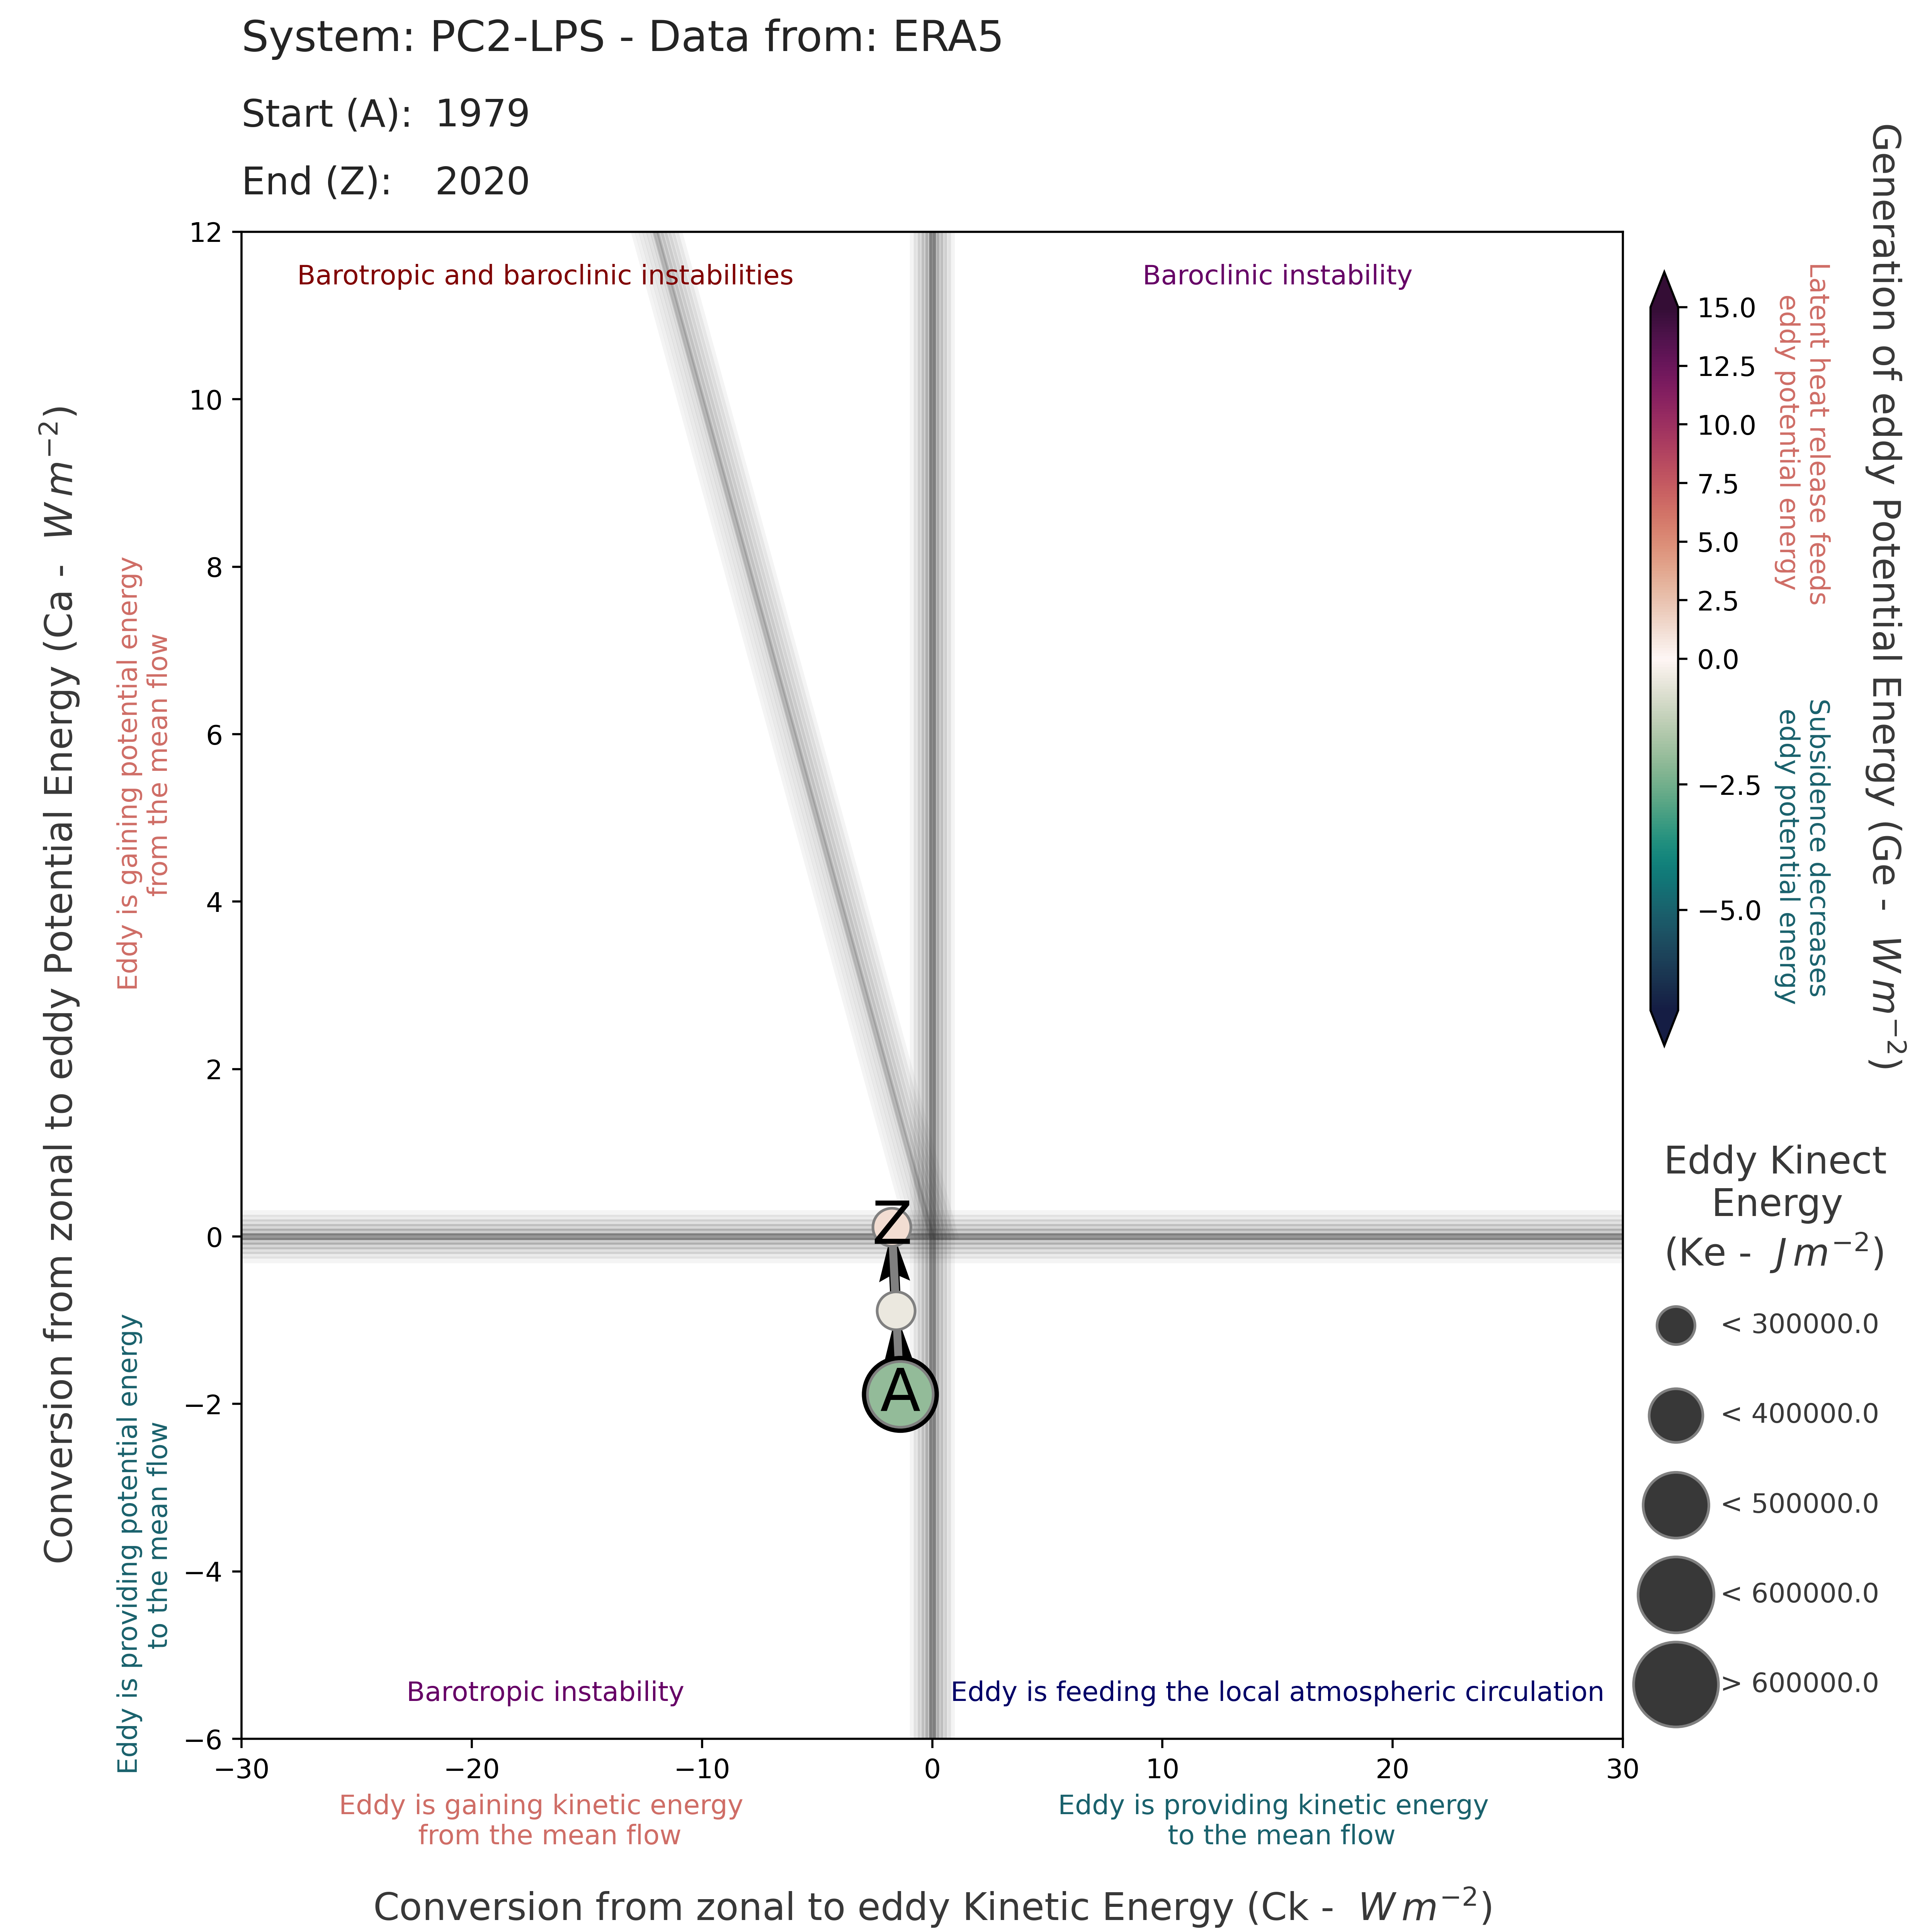 System: PC2-LPS - Data from: ERA5
Start (A): 1979
End (Z): 2020
Conversion from zonal to eddy Potential Energy (Ca - W m⁻²)
Eddy is gaining potential energy
from the mean flow
Eddy is providing potential energy
to the mean flow
12
10
8
6
4
2
0
−2
−4
−6
Barotropic and baroclinic instabilities
Baroclinic instability
Z
A
Barotropic instability
Eddy is feeding the local atmospheric circulation
−30
−20
−10
0
10
20
30
Eddy is gaining kinetic energy
from the mean flow
Eddy is providing kinetic energy
to the mean flow
Conversion from zonal to eddy Kinetic Energy (Ck - W m⁻²)
15.0
12.5
10.0
7.5
5.0
2.5
0.0
−2.5
−5.0
Latent heat release feeds
eddy potential energy
Subsidence decreases
eddy potential energy
Generation of eddy Potential Energy (Ge - W m⁻²)
Eddy Kinect
Energy
(Ke - J m⁻²)
< 300000.0
< 400000.0
< 500000.0
< 600000.0
> 600000.0